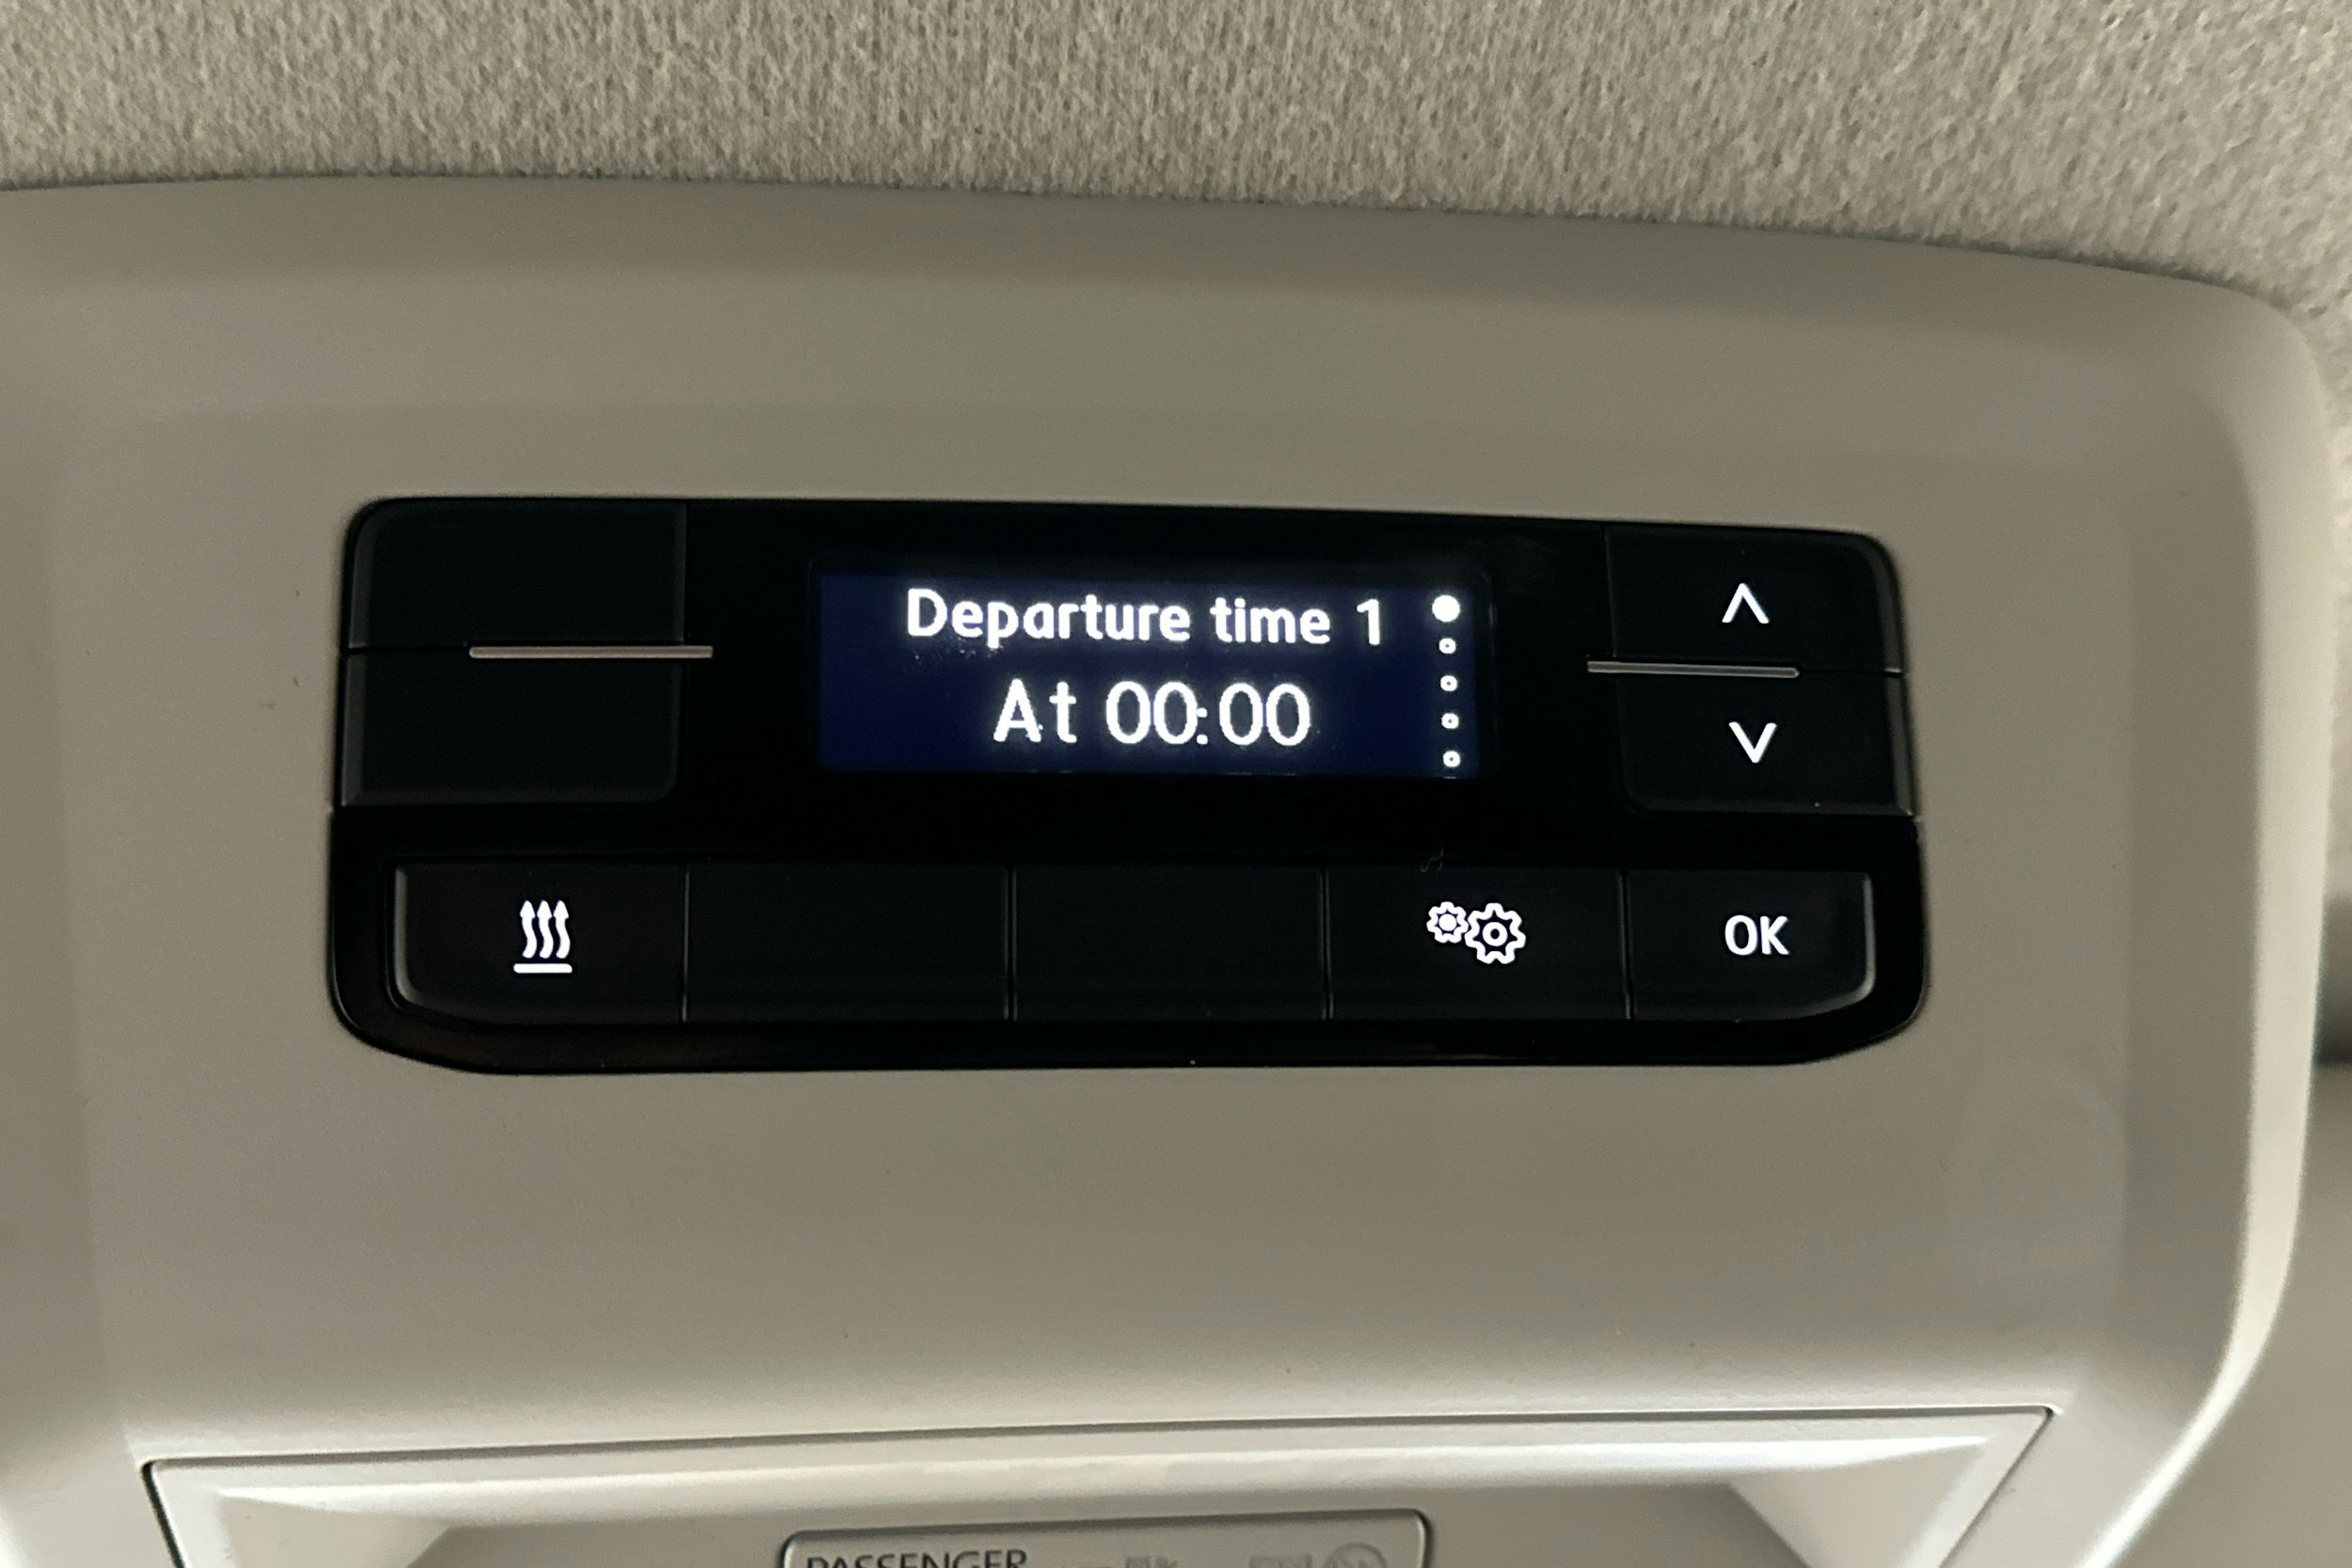 Departure time 1
At 00:00
OK
PASSENGER